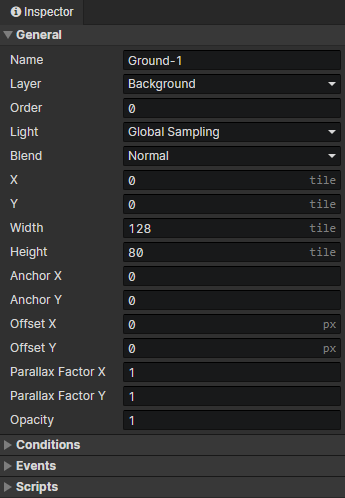 Inspector
General
Name Ground-1
Layer Background
Order 0
Light Global Sampling
Blend Normal
X 0 tile
Y 0 tile
Width 128 tile
Height 80 tile
Anchor X 0
Anchor Y 0
Offset X 0 px
Offset Y 0 px
Parallax Factor X 1
Parallax Factor Y 1
Opacity 1
Conditions
Events
Scripts